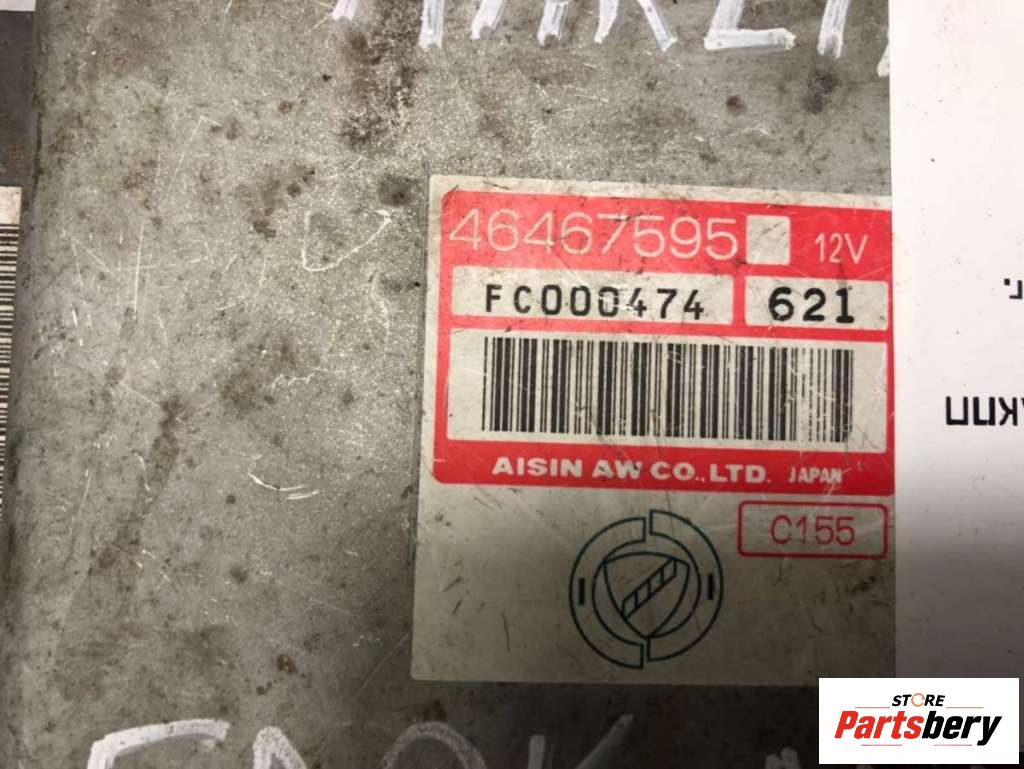 46467595
12V
FC000474
621
AISIN AW CO., LTD. JAPAN
C155
STORE
Partsbery